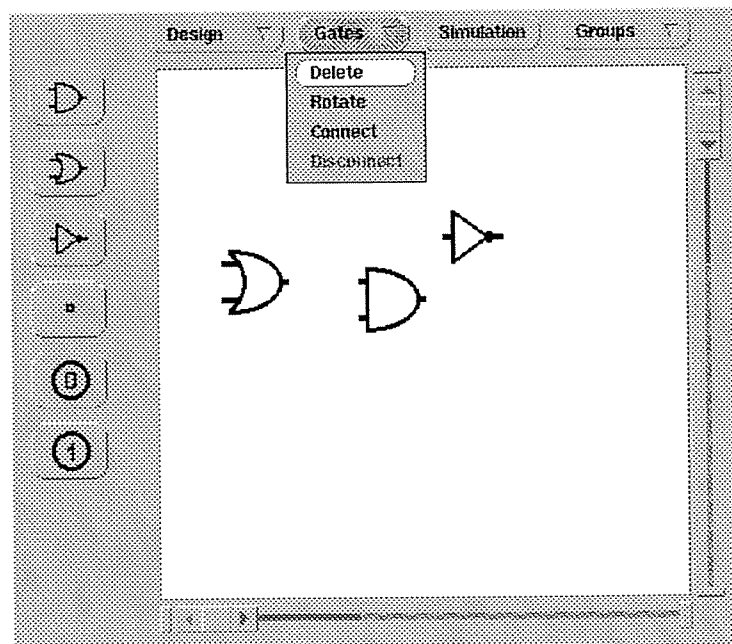 Design Gates Simulation Groups
Delete
Rotate
Connect
Disconnect
0
1